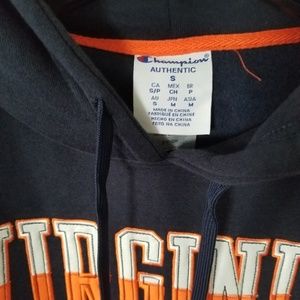 Champion
AUTHENTIC
S
CA MEX BR
S/P CH P
AU JPN ASIA
S M M
MADE IN CHINA
FABRIQUÉ EN CHINE
HECHO EN CHINA
FEITO NA CHINA
VIRGINI